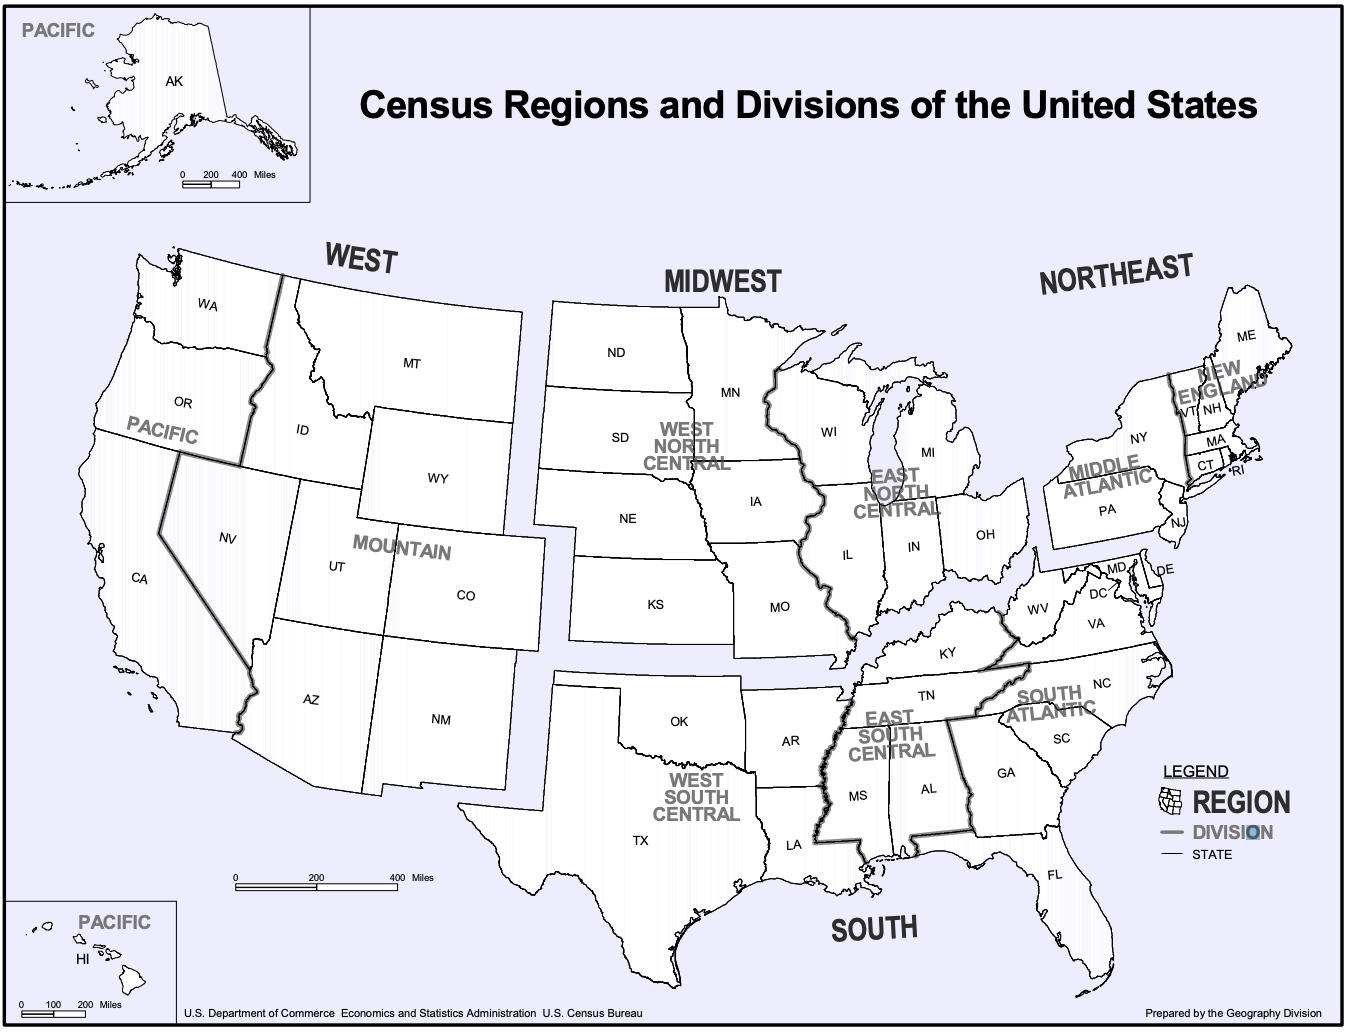 PACIFIC
AK
0 200 400 Miles
Census Regions and Divisions of the United States
WEST
MIDWEST
NORTHEAST
WA
MT
OR
ID
PACIFIC
WY
NV
UT
MOUNTAIN
CO
CA
AZ
NM
ND
MN
SD
WEST
NORTH
CENTRAL
NE
IA
KS
MO
WI
MI
EAST
NORTH
CENTRAL
IL
IN
OH
ME
NEW
ENGLAND
VT
NH
NY
MA
CT
RI
MIDDLE
ATLANTIC
PA
NJ
MD
DE
DC
WV
VA
KY
TN
NC
SOUTH
ATLANTIC
SC
EAST
SOUTH
CENTRAL
MS
AL
GA
FL
OK
AR
WEST
SOUTH
CENTRAL
TX
LA
SOUTH
LEGEND
REGION
DIVISION
STATE
0 200 400 Miles
PACIFIC
HI
0 100 200 Miles
U.S. Department of Commerce Economics and Statistics Administration U.S. Census Bureau
Prepared by the Geography Division